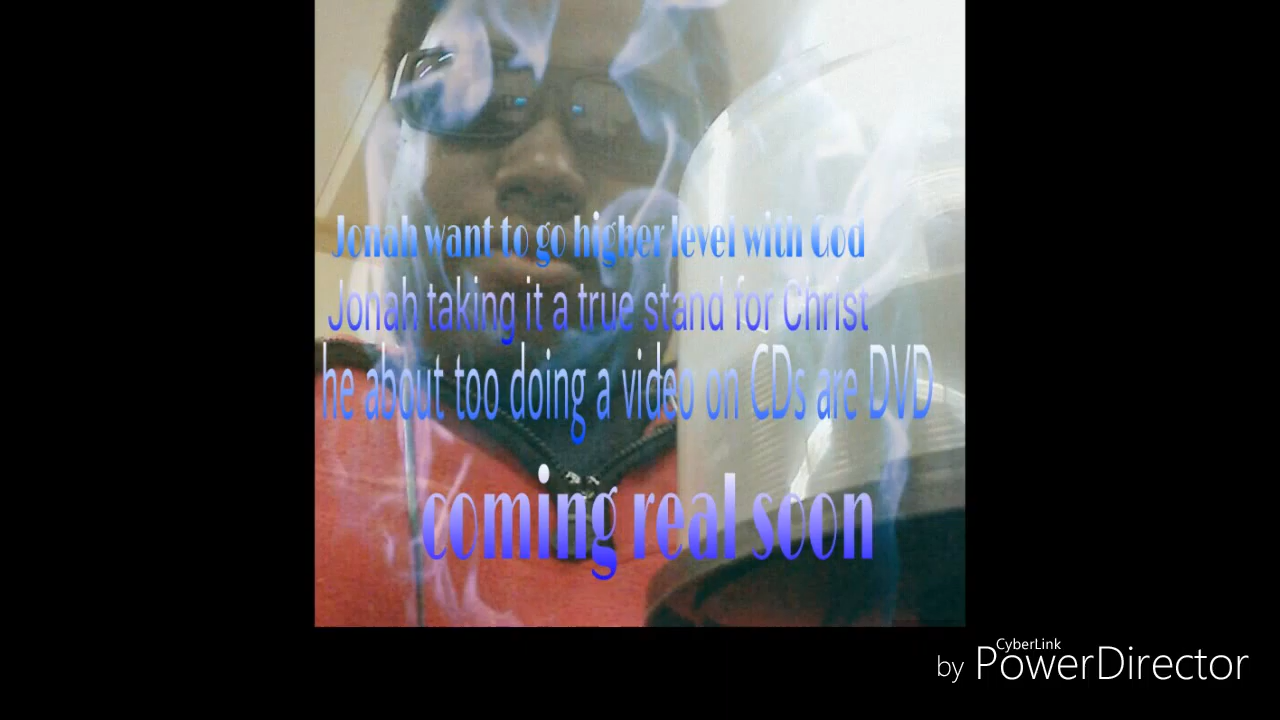 Jonah want to go higher level with God
Jonah taking it a true stand for Christ
he about too doing a video on CDs are DVD
coming real soon
CyberLink
by PowerDirector